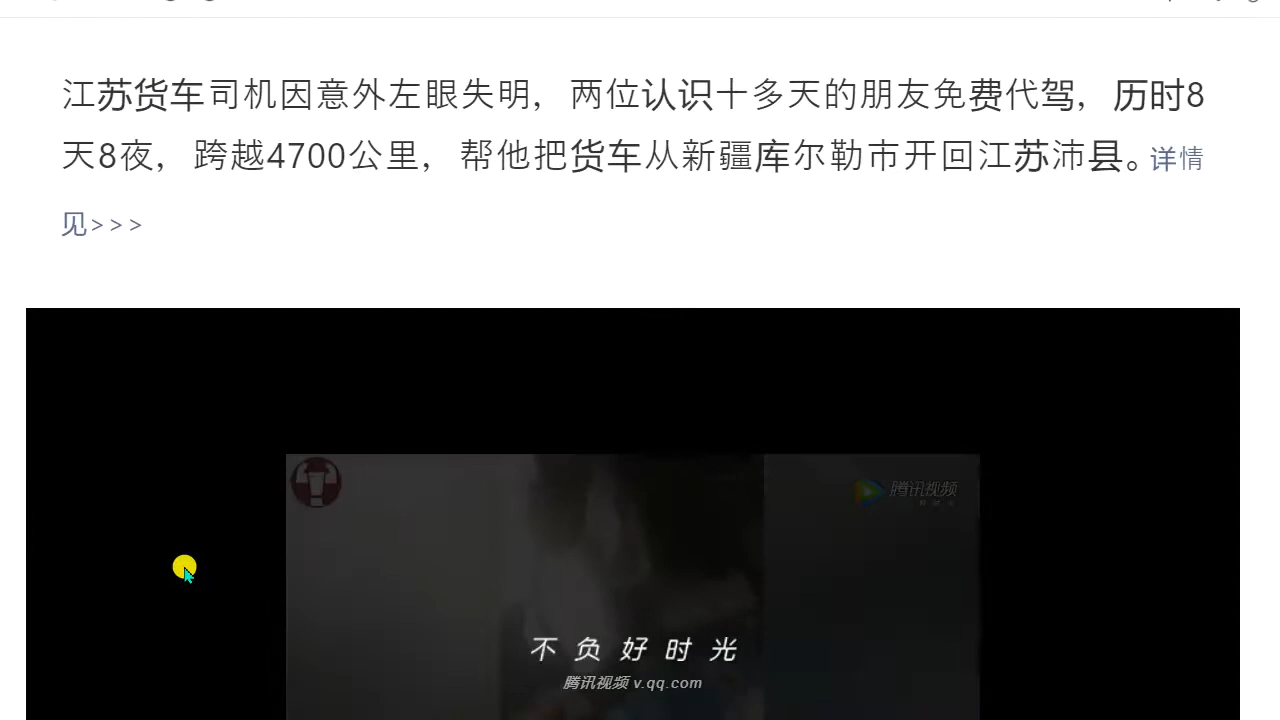 江苏货车司机因意外左眼失明，两位认识十多天的朋友免费代驾，历时8
天8夜，跨越4700公里，帮他把货车从新疆库尔勒市开回江苏沛县。详情
见>>>
腾讯视频
不负好时光
腾讯视频 v.qq.com